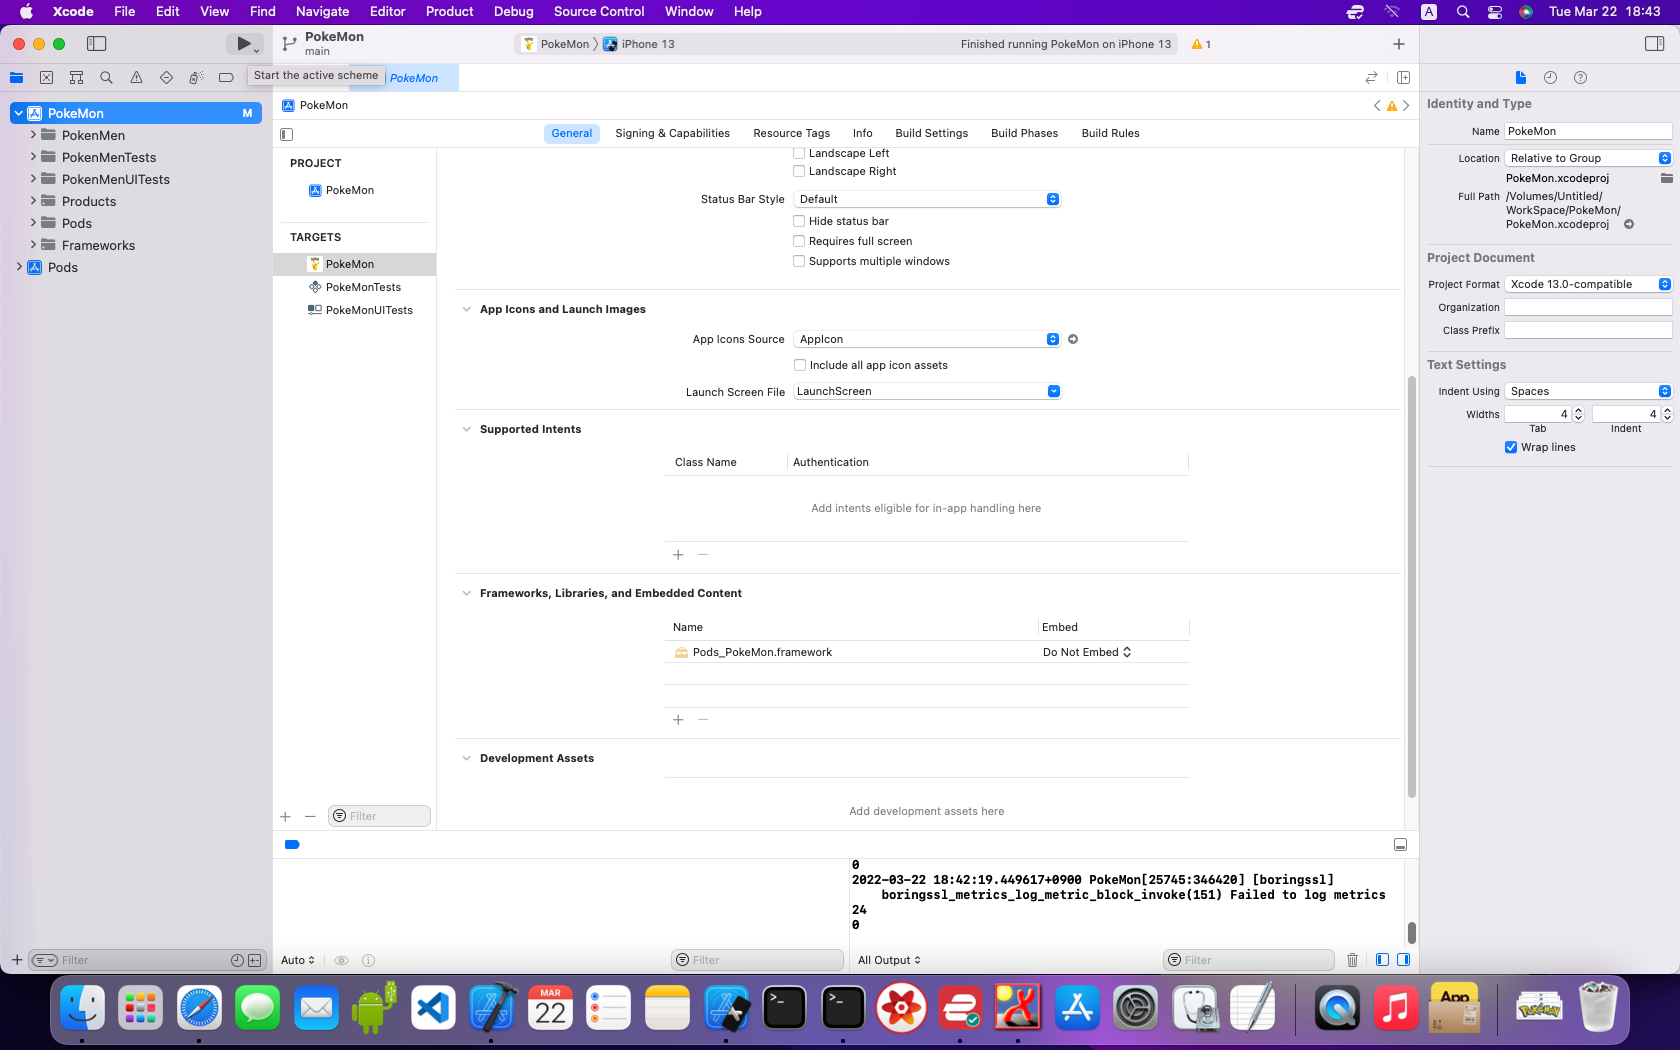 Xcode File Edit View Find Navigate Editor Product Debug Source Control Window Help A Tue Mar 22 18:43
PokeMon
main
PokeMon iPhone 13 Finished running PokeMon on iPhone 13 1
Start the active scheme
PokeMon
PokeMon M
PokenMen
PokenMenTests
PokenMenUITests
Products
Pods
Frameworks
Pods
Filter
PokeMon
General Signing & Capabilities Resource Tags Info Build Settings Build Phases Build Rules
PROJECT
PokeMon
TARGETS
PokeMon
PokeMonTests
PokeMonUITests
Filter
Landscape Left
Landscape Right
Status Bar Style Default
Hide status bar
Requires full screen
Supports multiple windows
App Icons and Launch Images
App Icons Source AppIcon
Include all app icon assets
Launch Screen File LaunchScreen
Supported Intents
Class Name Authentication
Add intents eligible for in-app handling here
Frameworks, Libraries, and Embedded Content
Name Embed
Pods_PokeMon.framework Do Not Embed
Development Assets
Add development assets here
0
2022-03-22 18:42:19.449617+0900 PokeMon[25745:346420] [boringssl]
boringssl_metrics_log_metric_block_invoke(151) Failed to log metrics
24
0
Auto Filter All Output Filter
Identity and Type
Name PokeMon
Location Relative to Group
PokeMon.xcodeproj
Full Path /Volumes/Untitled/
WorkSpace/PokeMon/
PokeMon.xcodeproj
Project Document
Project Format Xcode 13.0-compatible
Organization
Class Prefix
Text Settings
Indent Using Spaces
Widths 4 4
Tab Indent
Wrap lines
MAR
22
App